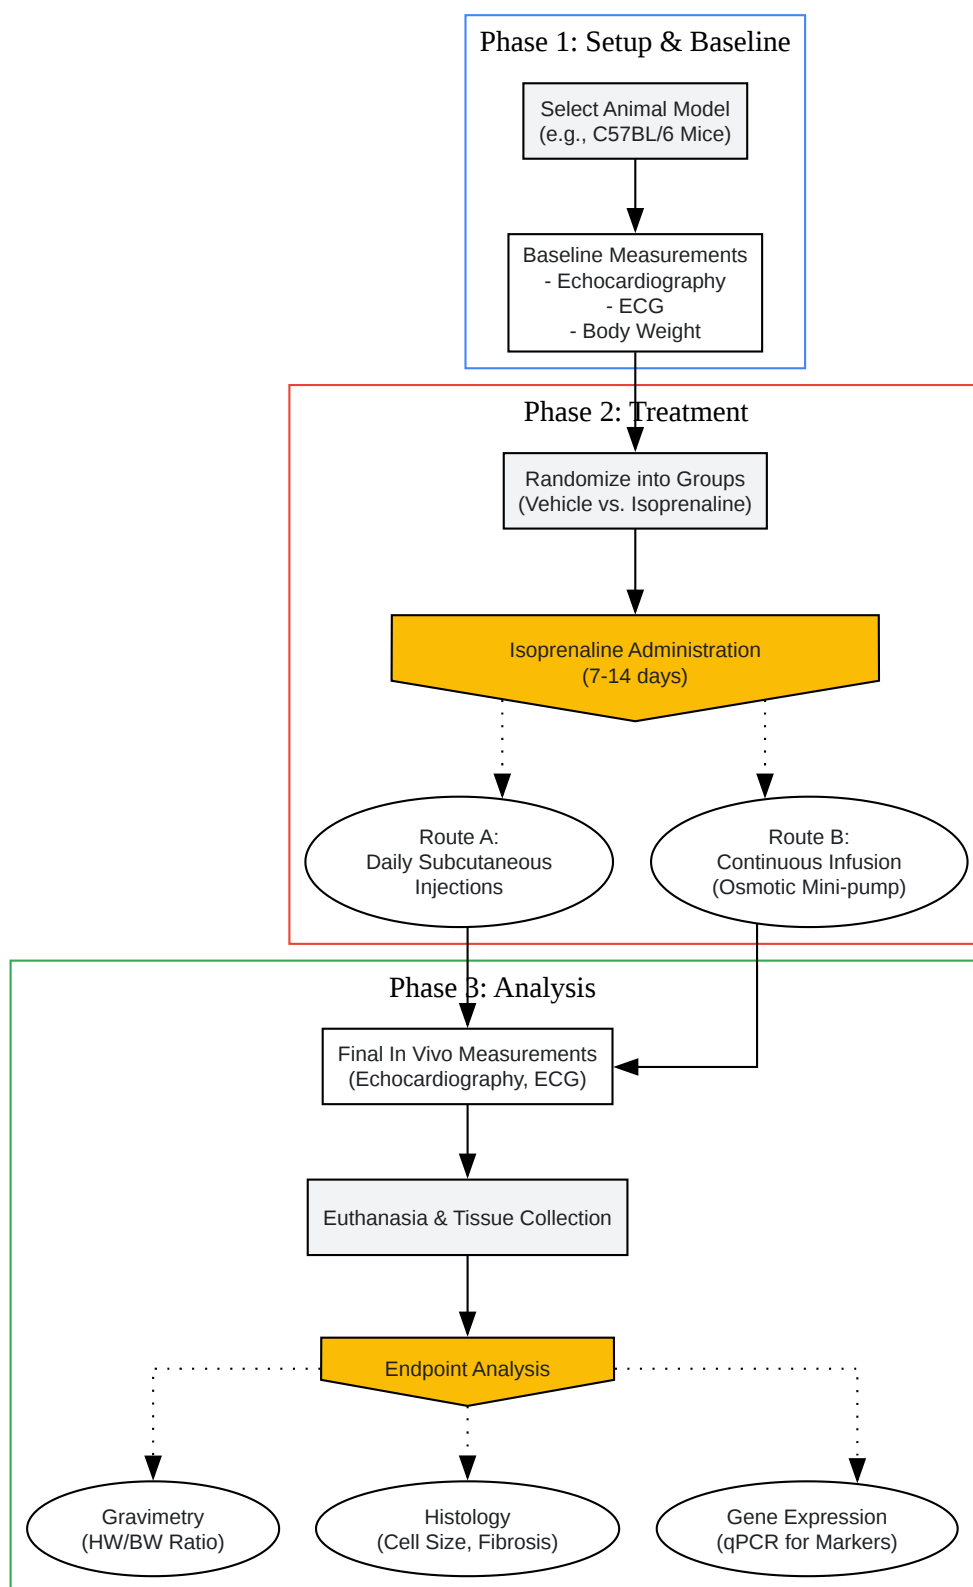 Phase 1: Setup & Baseline
Select Animal Model
(e.g., C57BL/6 Mice)
Baseline Measurements
- Echocardiography
- ECG
- Body Weight
Phase 2: Treatment
Randomize into Groups
(Vehicle vs. Isoprenaline)
Isoprenaline Administration
(7-14 days)
Route A:
Daily Subcutaneous
Injections
Route B:
Continuous Infusion
(Osmotic Mini-pump)
Phase 3: Analysis
Final In Vivo Measurements
(Echocardiography, ECG)
Euthanasia & Tissue Collection
Endpoint Analysis
Gravimetry
(HW/BW Ratio)
Histology
(Cell Size, Fibrosis)
Gene Expression
(qPCR for Markers)